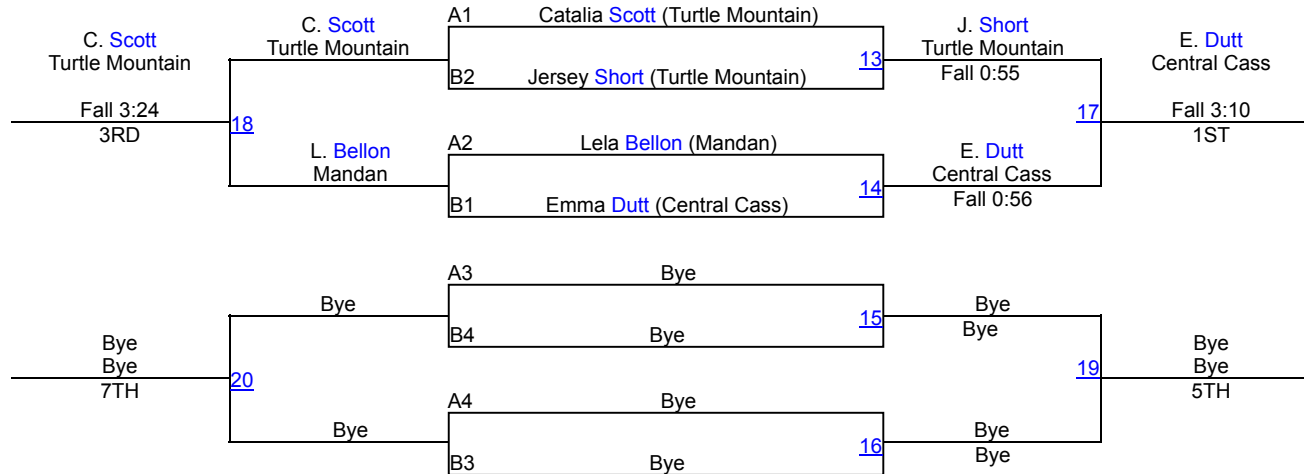 A1
Catalia Scott (Turtle Mountain)
C. Scott
Turtle Mountain
C. Scott
Turtle Mountain
J. Short
Turtle Mountain
E. Dutt
Central Cass
13
B2
Jersey Short (Turtle Mountain)
Fall 0:55
Fall 3:24
3RD
18
17
Fall 3:10
1ST
L. Bellon
Mandan
A2
Lela Bellon (Mandan)
E. Dutt
Central Cass
14
B1
Emma Dutt (Central Cass)
Fall 0:56
A3
Bye
Bye
Bye
15
B4
Bye
Bye
Bye
Bye
7TH
20
19
Bye
Bye
5TH
A4
Bye
Bye
Bye
16
B3
Bye
Bye